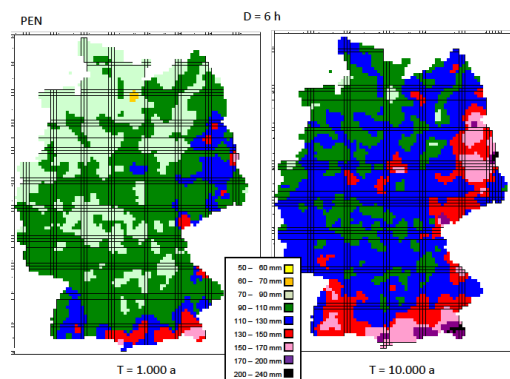 PEN
D = 6 h
50 – 60 mm
60 – 70 mm
70 – 90 mm
90 – 110 mm
110 – 130 mm
130 – 150 mm
150 – 170 mm
170 – 200 mm
200 – 240 mm
T = 1.000 a
T = 10.000 a